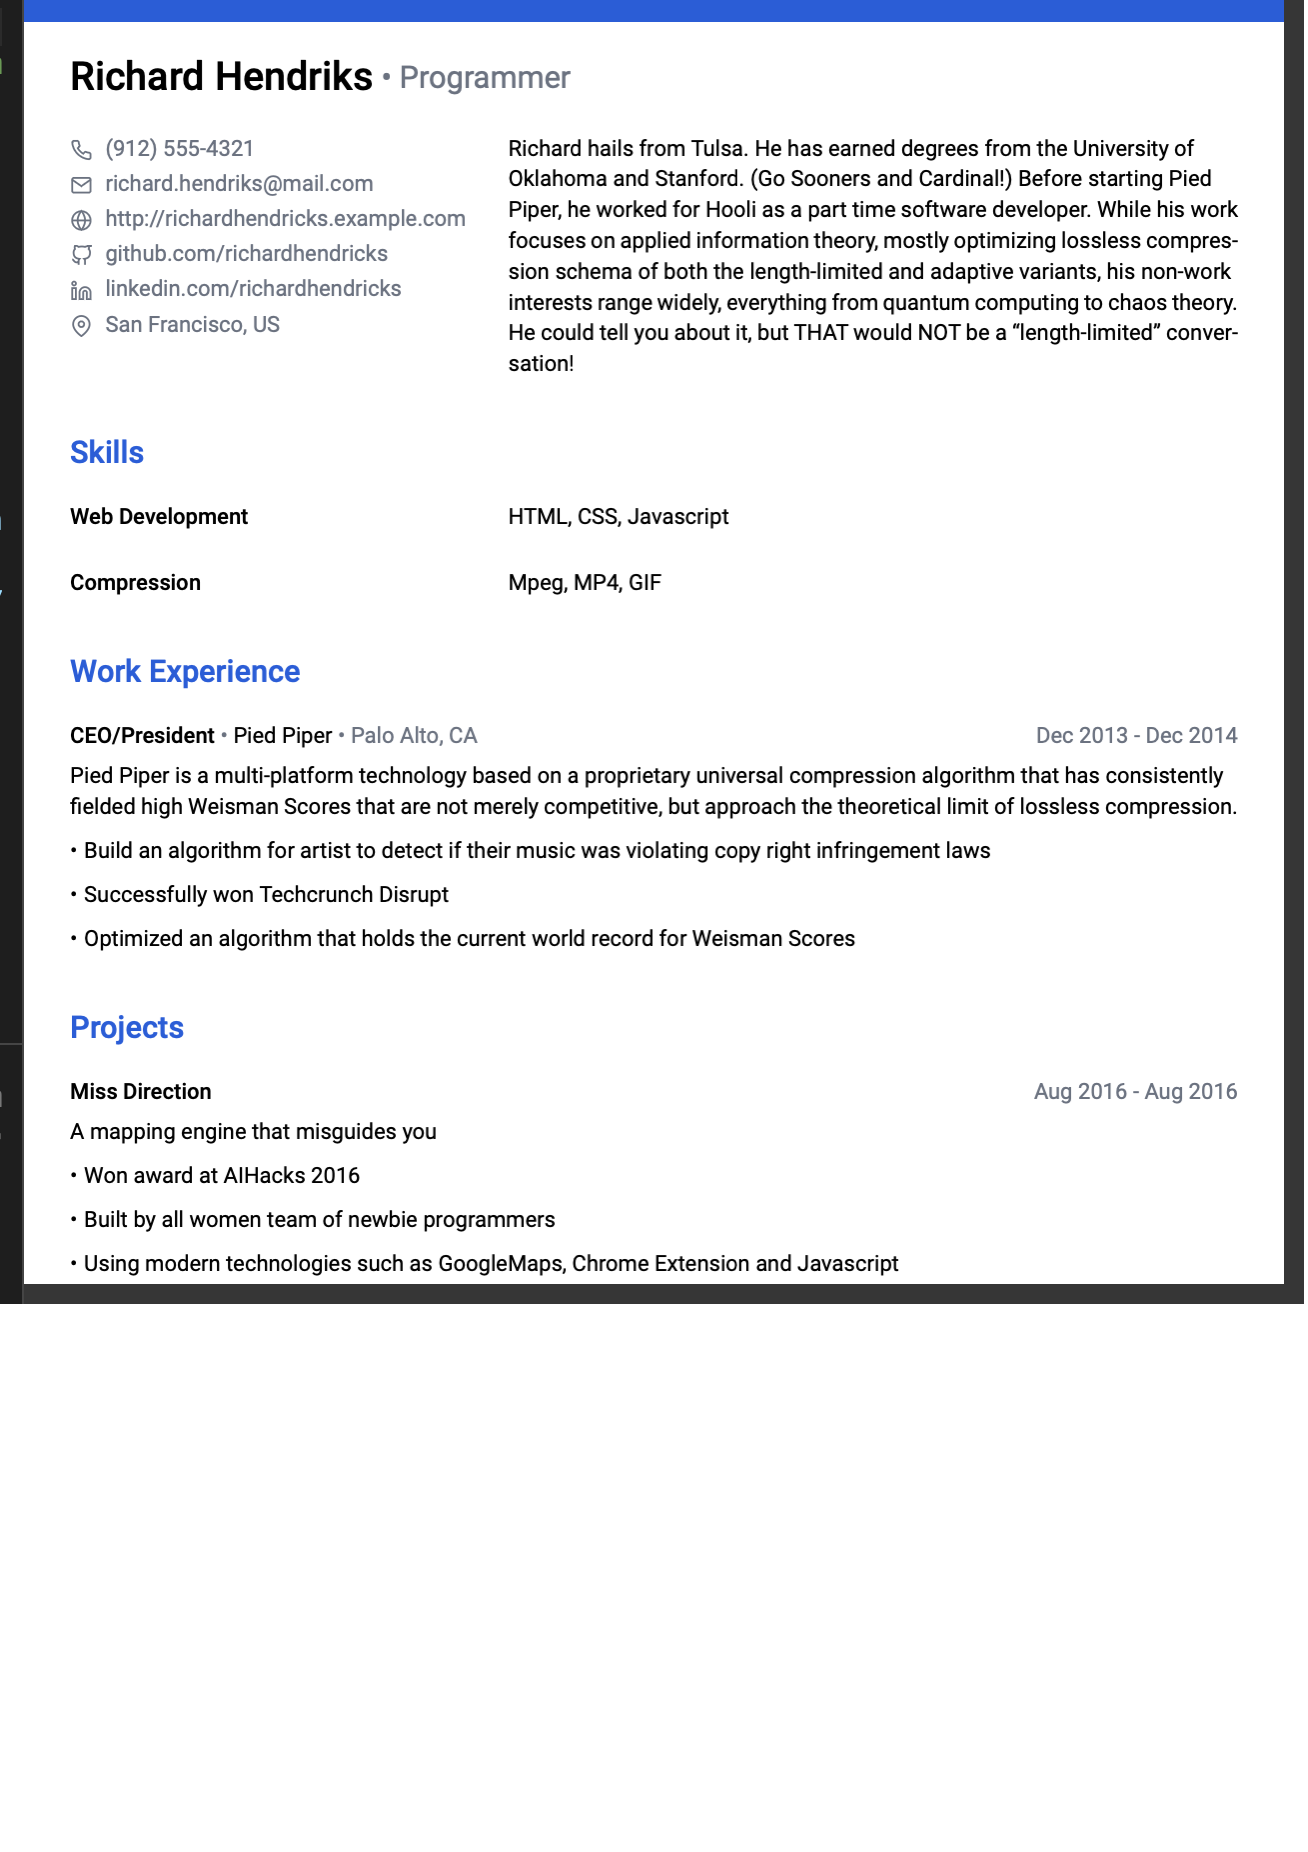 Richard Hendriks • Programmer
(912) 555-4321
richard.hendriks@mail.com
http://richardhendricks.example.com
github.com/richardhendricks
linkedin.com/richardhendricks
San Francisco, US
Richard hails from Tulsa. He has earned degrees from the University of
Oklahoma and Stanford. (Go Sooners and Cardinal!) Before starting Pied
Piper, he worked for Hooli as a part time software developer. While his work
focuses on applied information theory, mostly optimizing lossless compres-
sion schema of both the length-limited and adaptive variants, his non-work
interests range widely, everything from quantum computing to chaos theory.
He could tell you about it, but THAT would NOT be a “length-limited” conver-
sation!
Skills
Web Development HTML, CSS, Javascript
Compression Mpeg, MP4, GIF
Work Experience
CEO/President • Pied Piper • Palo Alto, CA Dec 2013 - Dec 2014
Pied Piper is a multi-platform technology based on a proprietary universal compression algorithm that has consistently
fielded high Weisman Scores that are not merely competitive, but approach the theoretical limit of lossless compression.
• Build an algorithm for artist to detect if their music was violating copy right infringement laws
• Successfully won Techcrunch Disrupt
• Optimized an algorithm that holds the current world record for Weisman Scores
Projects
Miss Direction Aug 2016 - Aug 2016
A mapping engine that misguides you
• Won award at AIHacks 2016
• Built by all women team of newbie programmers
• Using modern technologies such as GoogleMaps, Chrome Extension and Javascript